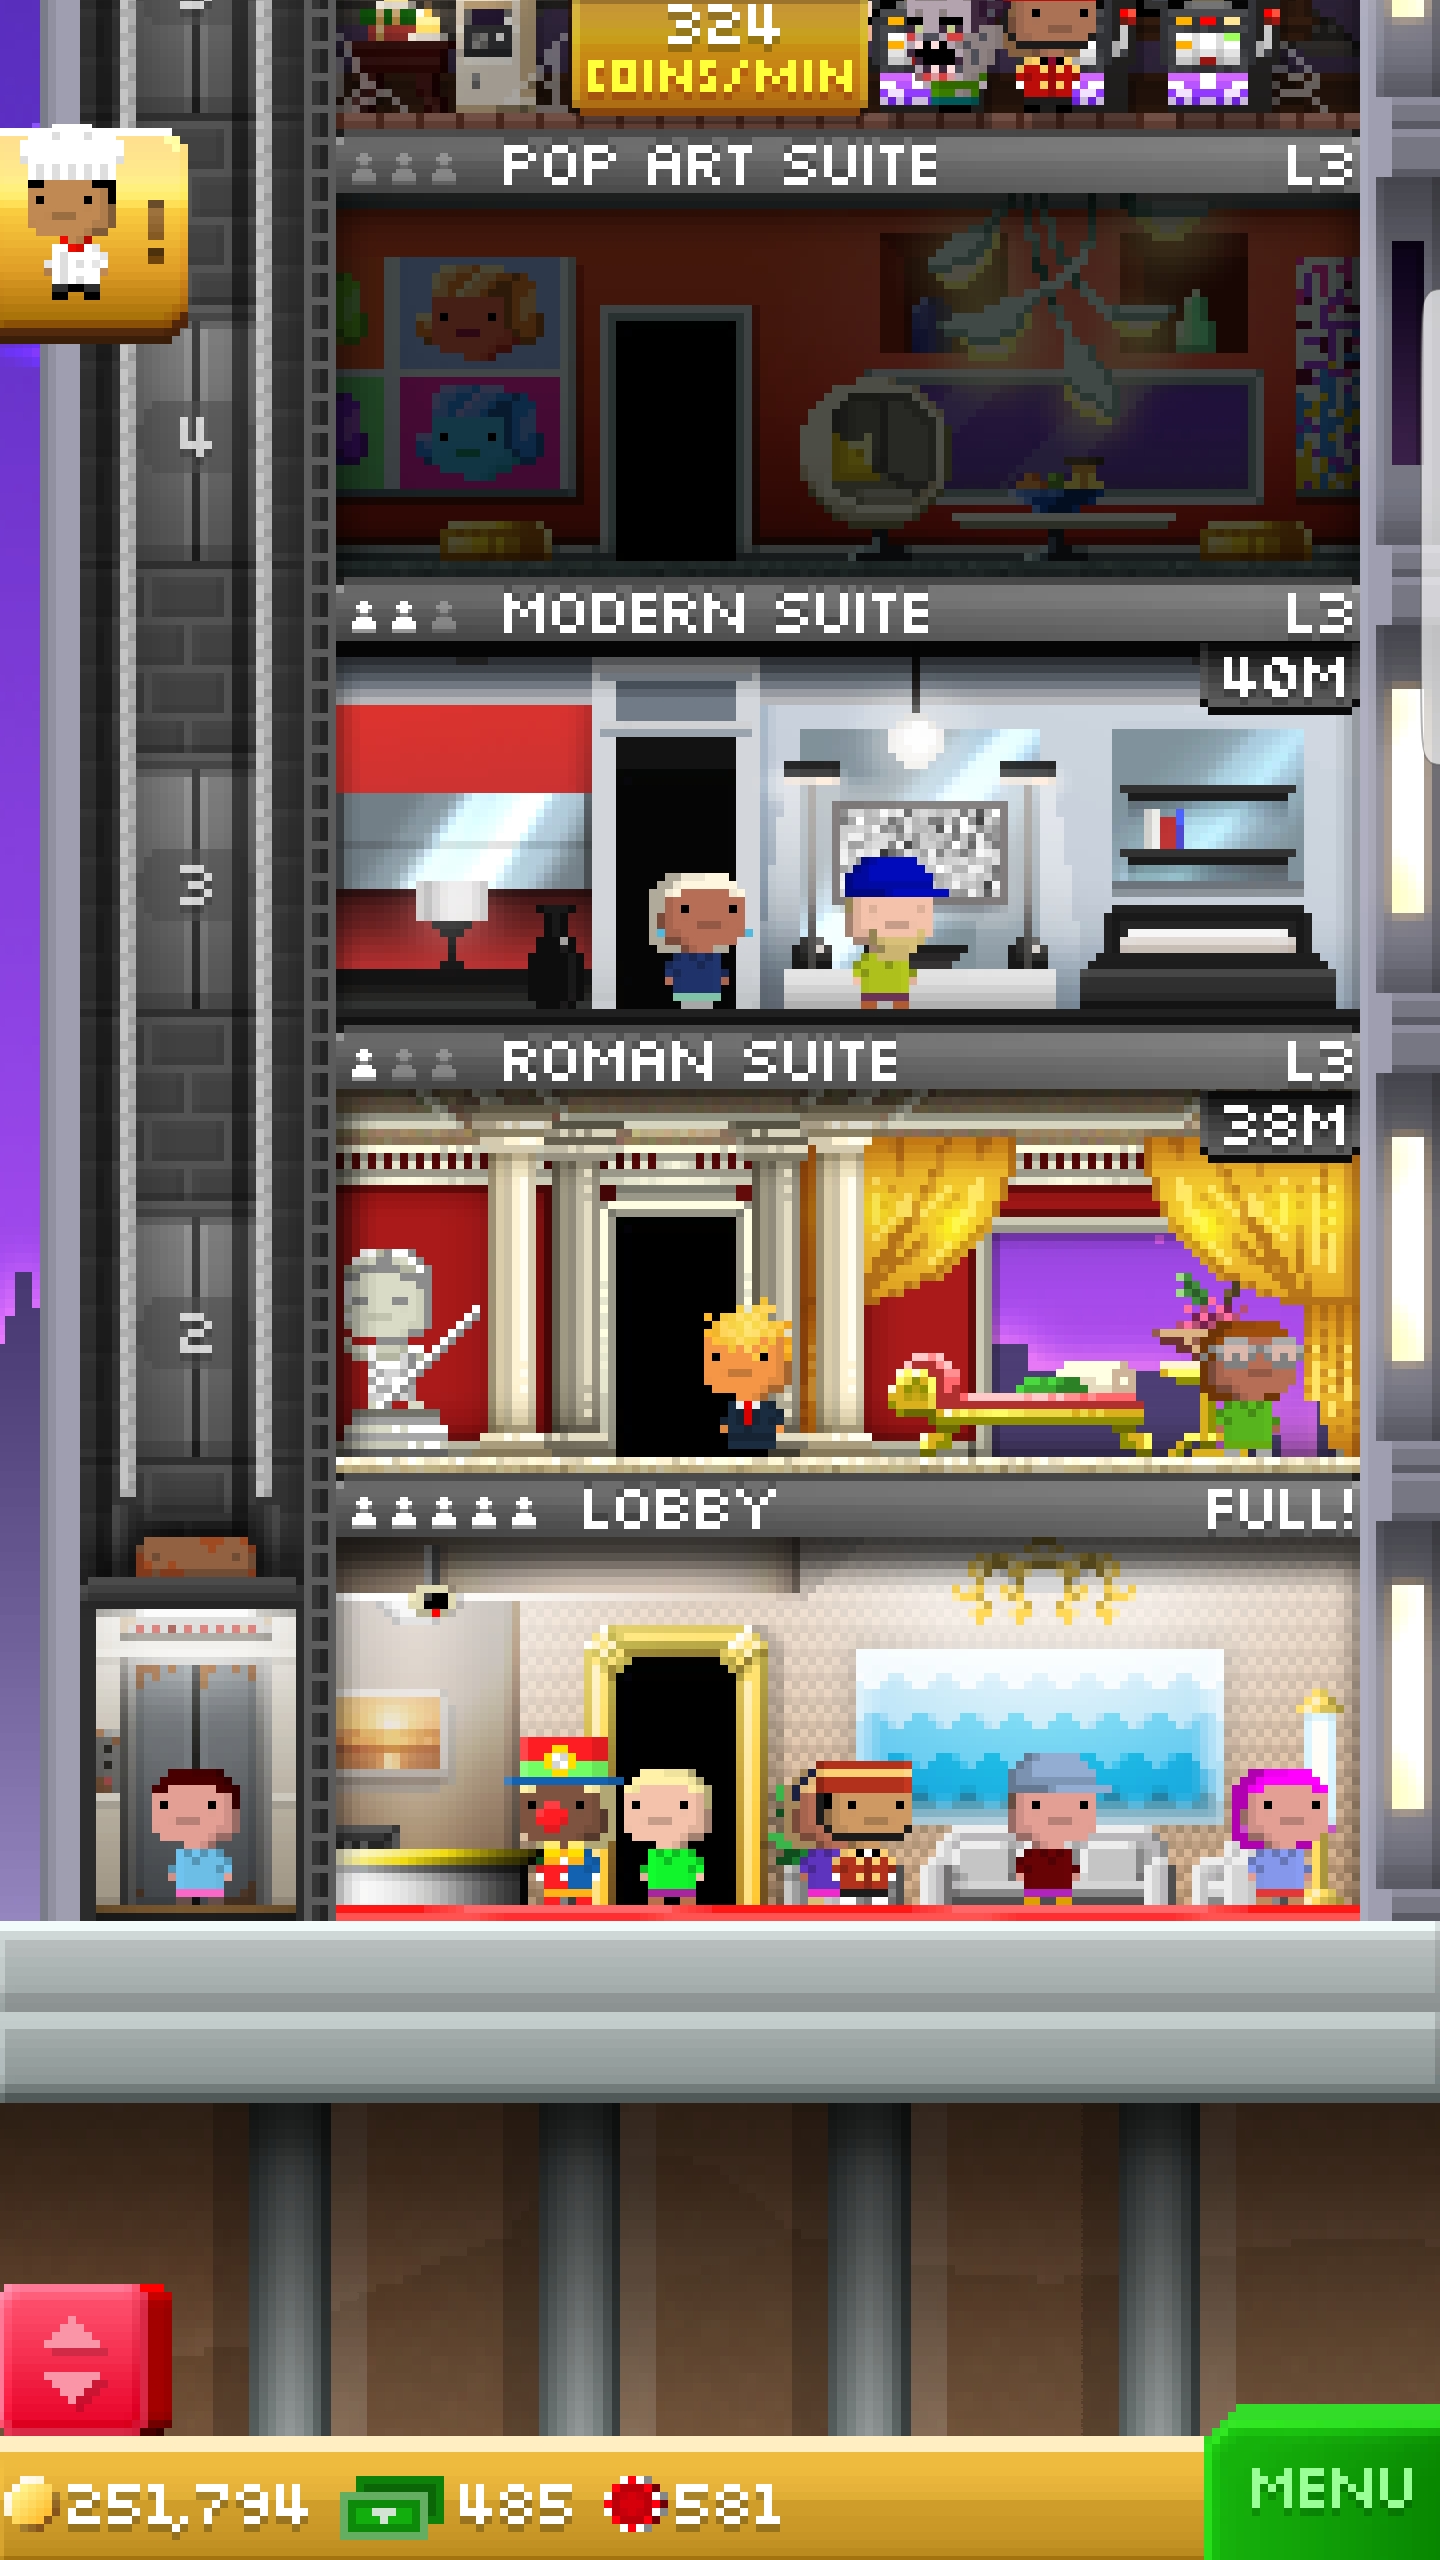 324
COINS/MIN
POP ART SUITE L3
!
4
MODERN SUITE L3
40M
3
ROMAN SUITE L3
38M
2
LOBBY FULL!
251,794 485 581
MENU